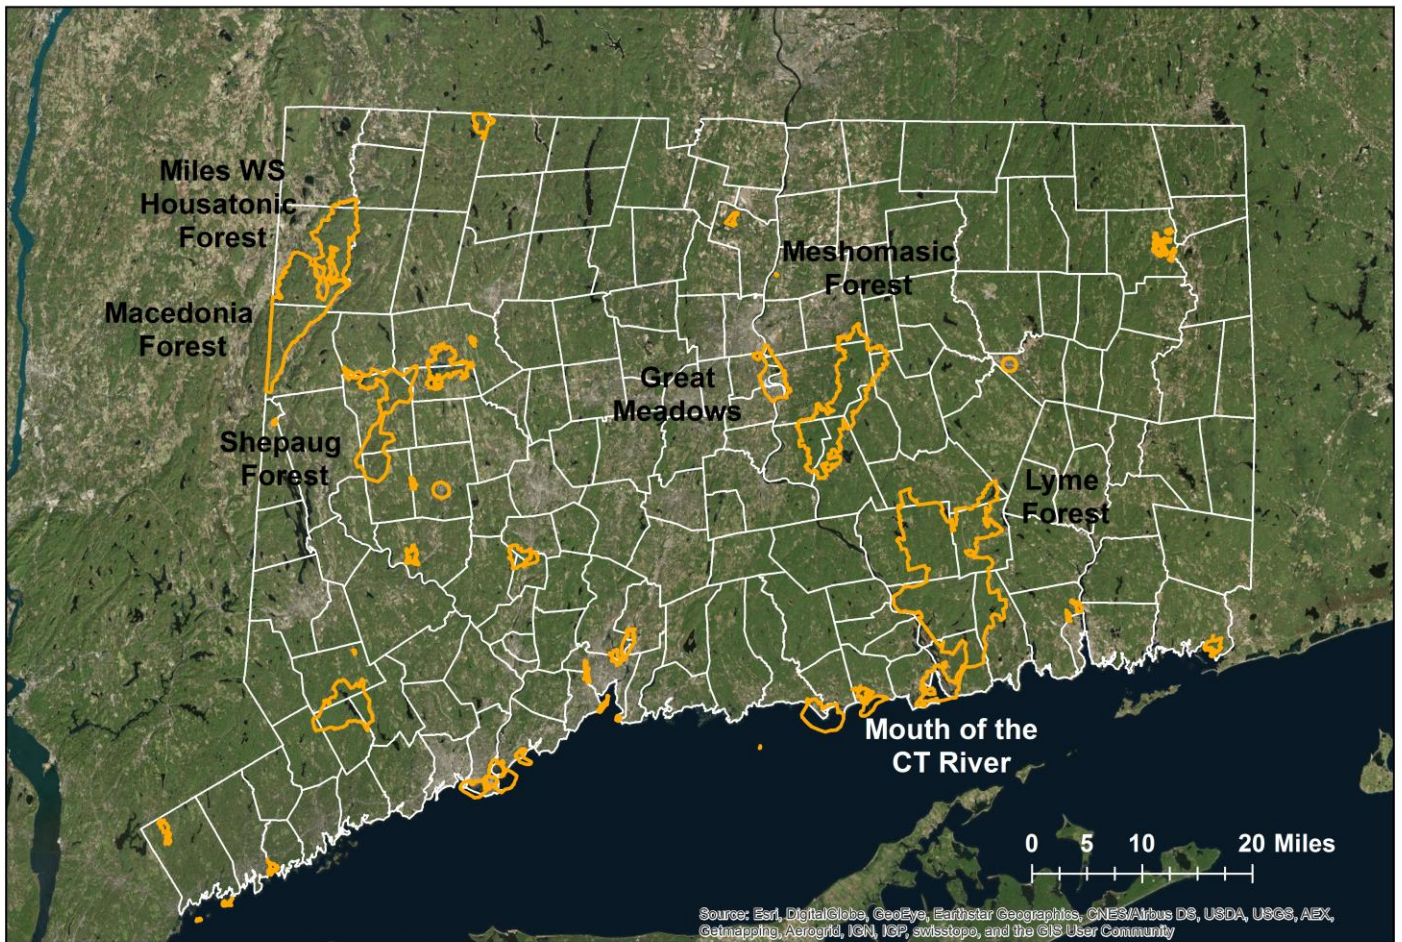 Miles WS
Housatonic
Forest
Macedonia
Forest
Shepaug
Forest
Meshomasic
Forest
Great
Meadows
Lyme
Forest
Mouth of the
CT River
0 5 10 20 Miles
Source: Esri, DigitalGlobe, GeoEye, Earthstar Geographics, CNES/Airbus DS, USDA, USGS, AEX,
Getmapping, Aerogrid, IGN, IGP, swisstopo, and the GIS User Community